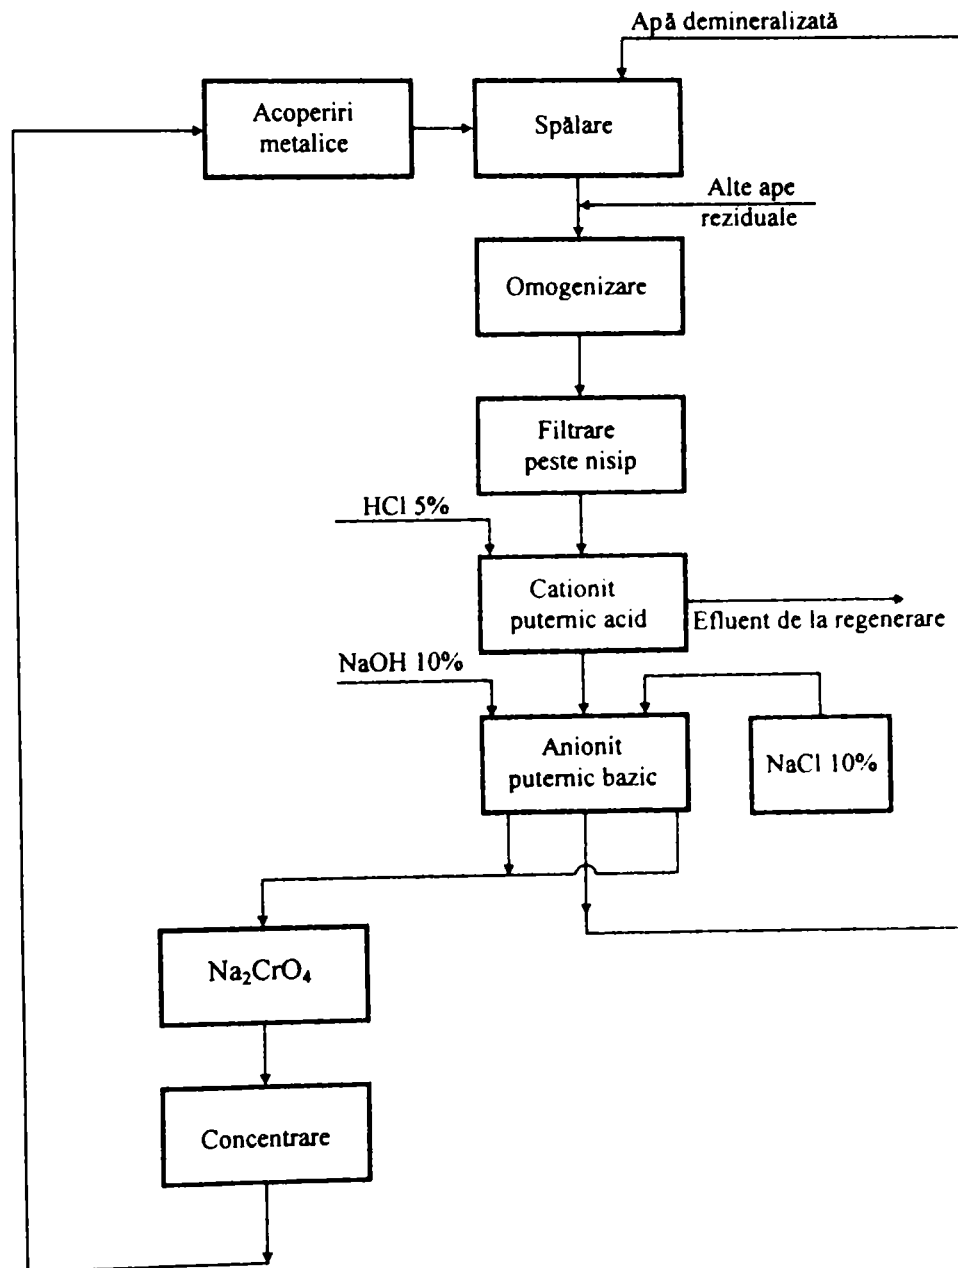 Apă demineralizată
Acoperiri
metalice
Spălare
Alte ape
reziduale
Omogenizare
Filtrare
peste nisip
HCl 5%
Cationit
puternic acid
Efluent de la regenerare
NaOH 10%
Anionit
puternic bazic
NaCl 10%
Na₂CrO₄
Concentrare